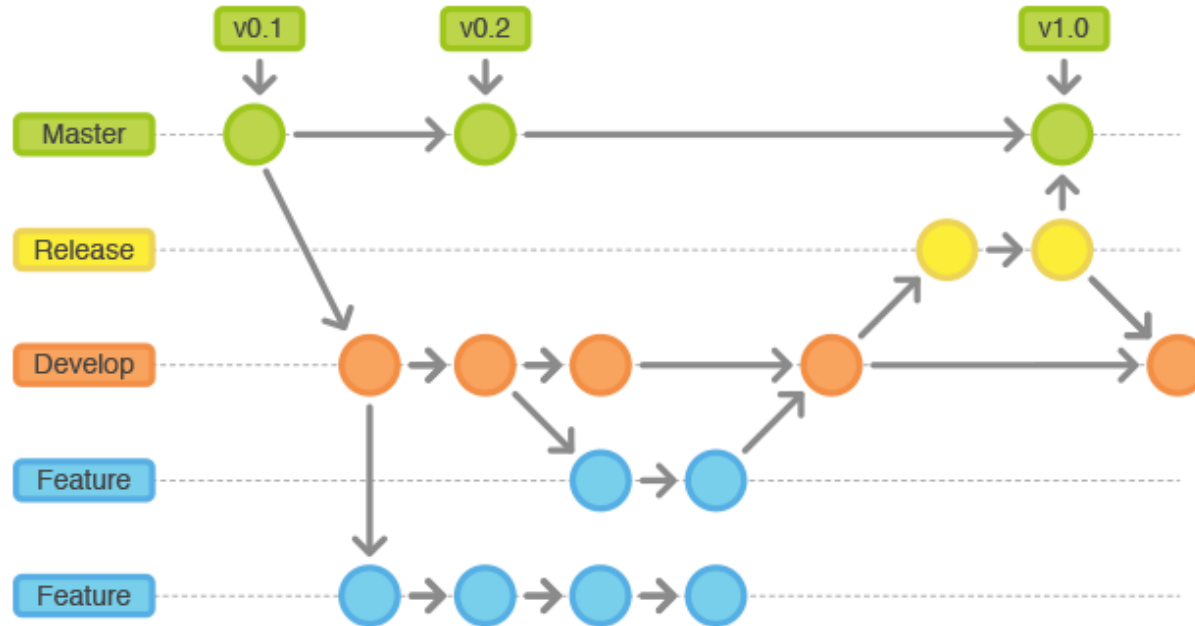 v0.1
v0.2
v1.0
Master
Release
Develop
Feature
Feature